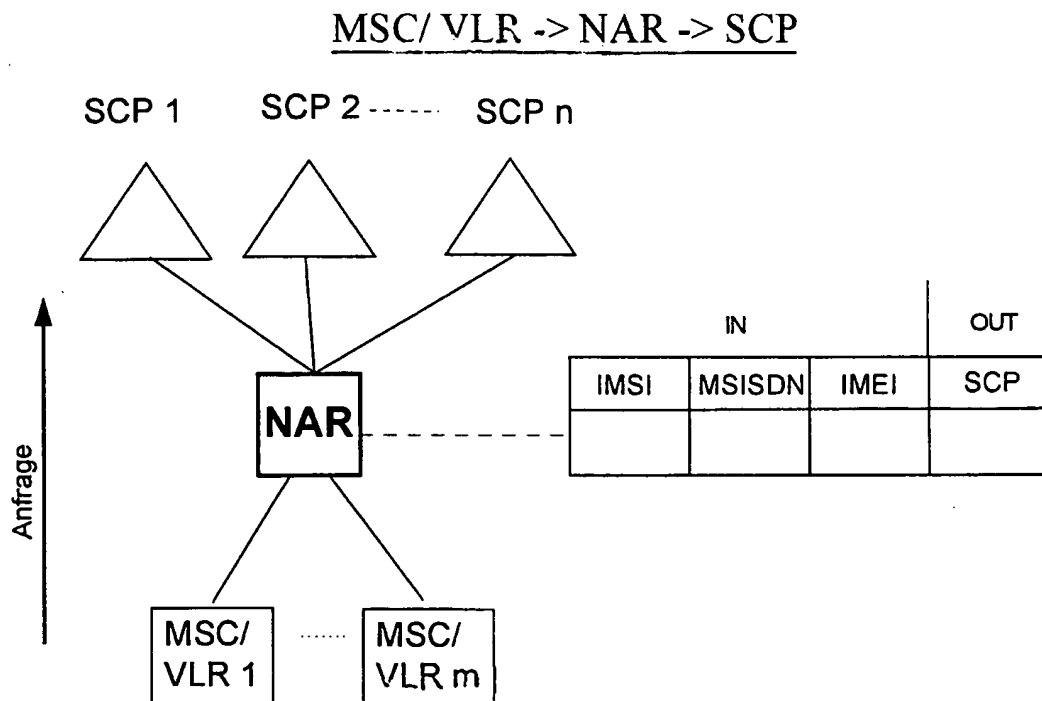 MSC/ VLR -> NAR -> SCP
SCP 1 SCP 2 ------ SCP n
IN OUT
IMSI MSISDN IMEI SCP
NAR
Anfrage
MSC/ ...... MSC/
VLR 1 VLR m